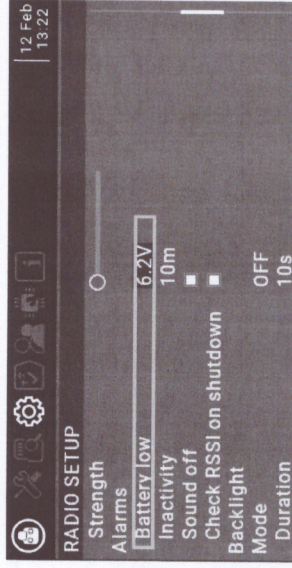 12 Feb
13:22
RADIO SETUP
Strength
Alarms
Battery low 6.2V
Inactivity 10m
Sound off
Check RSSI on shutdown
Backlight
Mode OFF
Duration 10s